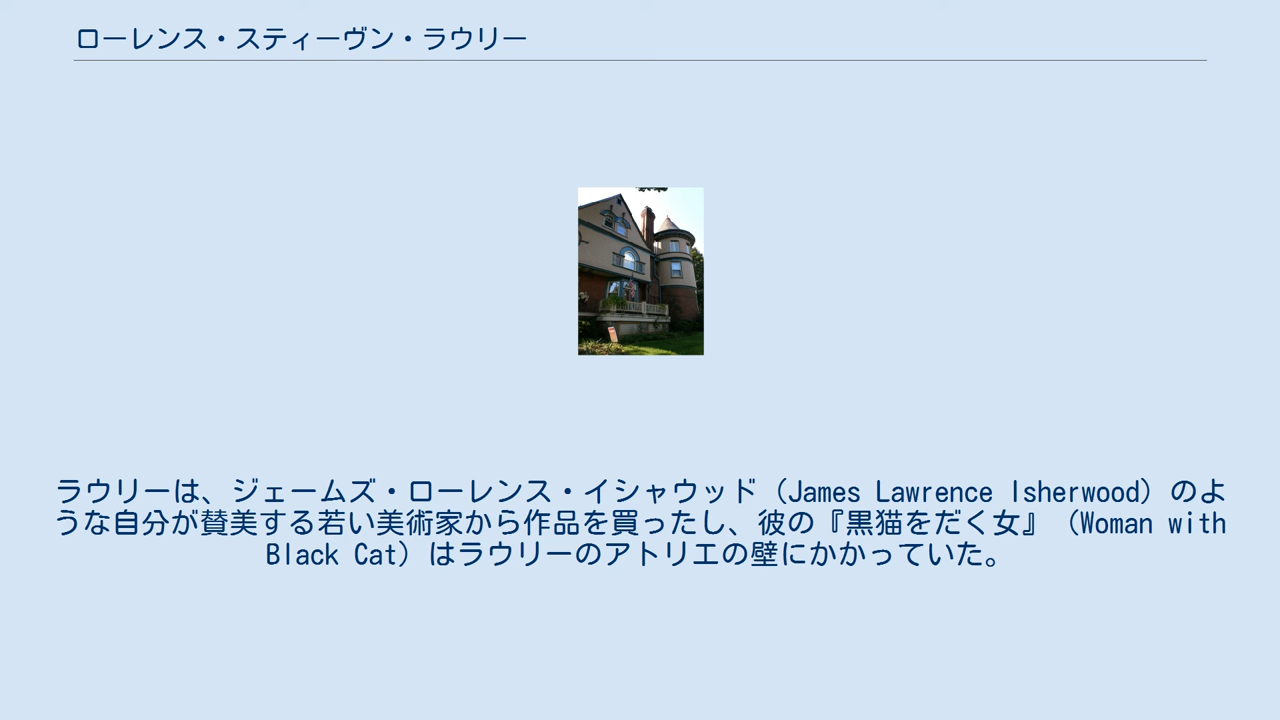 ローレンス・スティーヴン・ラウリー
ラウリーは、ジェームズ・ローレンス・イシャウッド（James Lawrence Isherwood）のよ
うな自分が賛美する若い美術家から作品を買ったし、彼の『黒猫をだく女』（Woman with
Black Cat）はラウリーのアトリエの壁にかかっていた。